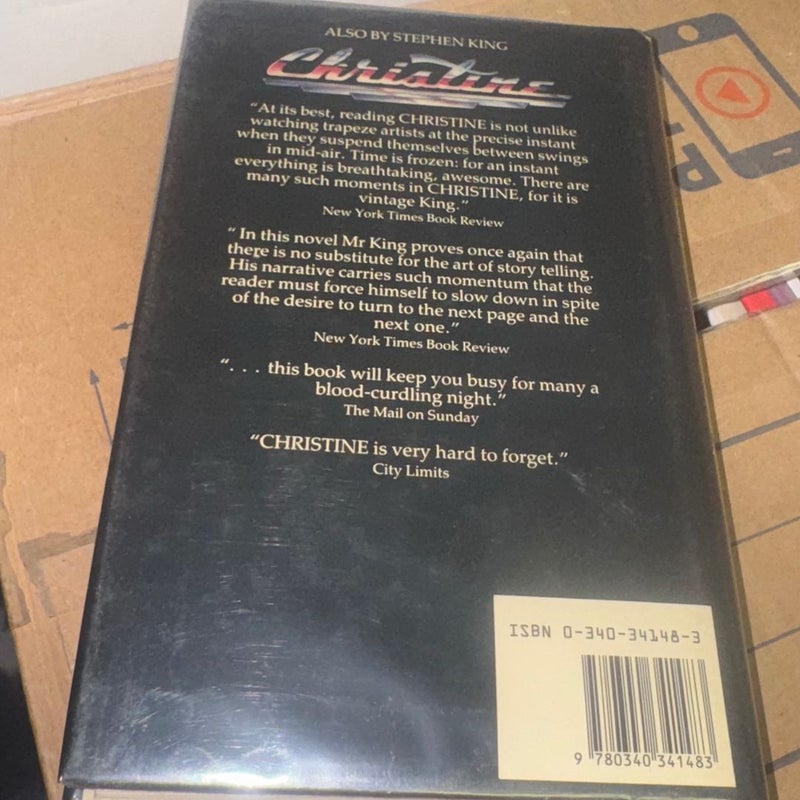 ALSO BY STEPHEN KING
Christine
“At its best, reading CHRISTINE is not unlike
watching trapeze artists at the precise instant
when they suspend themselves between swings
in mid-air. Time is frozen: for an instant
everything is breathtaking, awesome. There are
many such moments in CHRISTINE, for it is
vintage King.”
New York Times Book Review
“ In this novel Mr King proves once again that
there is no substitute for the art of story telling.
His narrative carries such momentum that the
reader must force himself to slow down in spite
of the desire to turn to the next page and the
next one.”
New York Times Book Review
“. . . this book will keep you busy for many a
blood-curdling night.”
The Mail on Sunday
“CHRISTINE is very hard to forget.”
City Limits
ISBN 0-340-34148-3
9 780340 341483